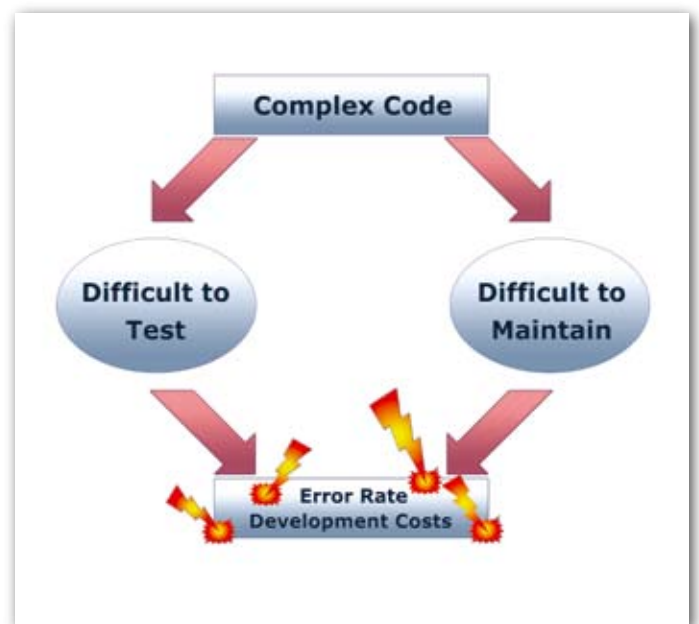 Complex Code
Difficult to
Test
Difficult to
Maintain
Error Rate
Development Costs